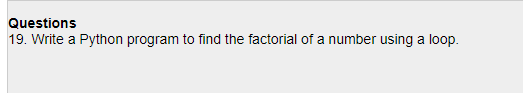 Questions
19. Write a Python program to find the factorial of a number using a loop.